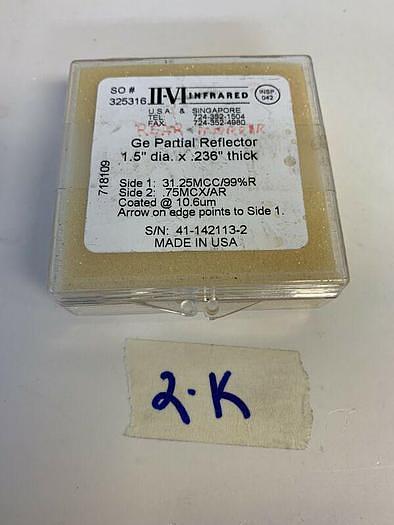 SO #
325316
II-VI INFRARED
INSP
042
U.S.A. & SINGAPORE
TEL: 724-352-1504
FAX: 724-352-4980
REAR MIRROR
Ge Partial Reflector
1.5" dia. x .236" thick
718109
Side 1: 31.25MCC/99%R
Side 2: .75MCX/AR
Coated @ 10.6um
Arrow on edge points to Side 1.
S/N: 41-142113-2
MADE IN USA
2-K